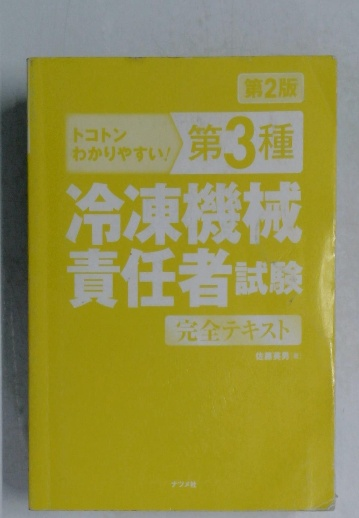 第2版
トコトン
わかりやすい!
第3種
冷凍機械
責任者試験
完全テキスト
ナツメ社